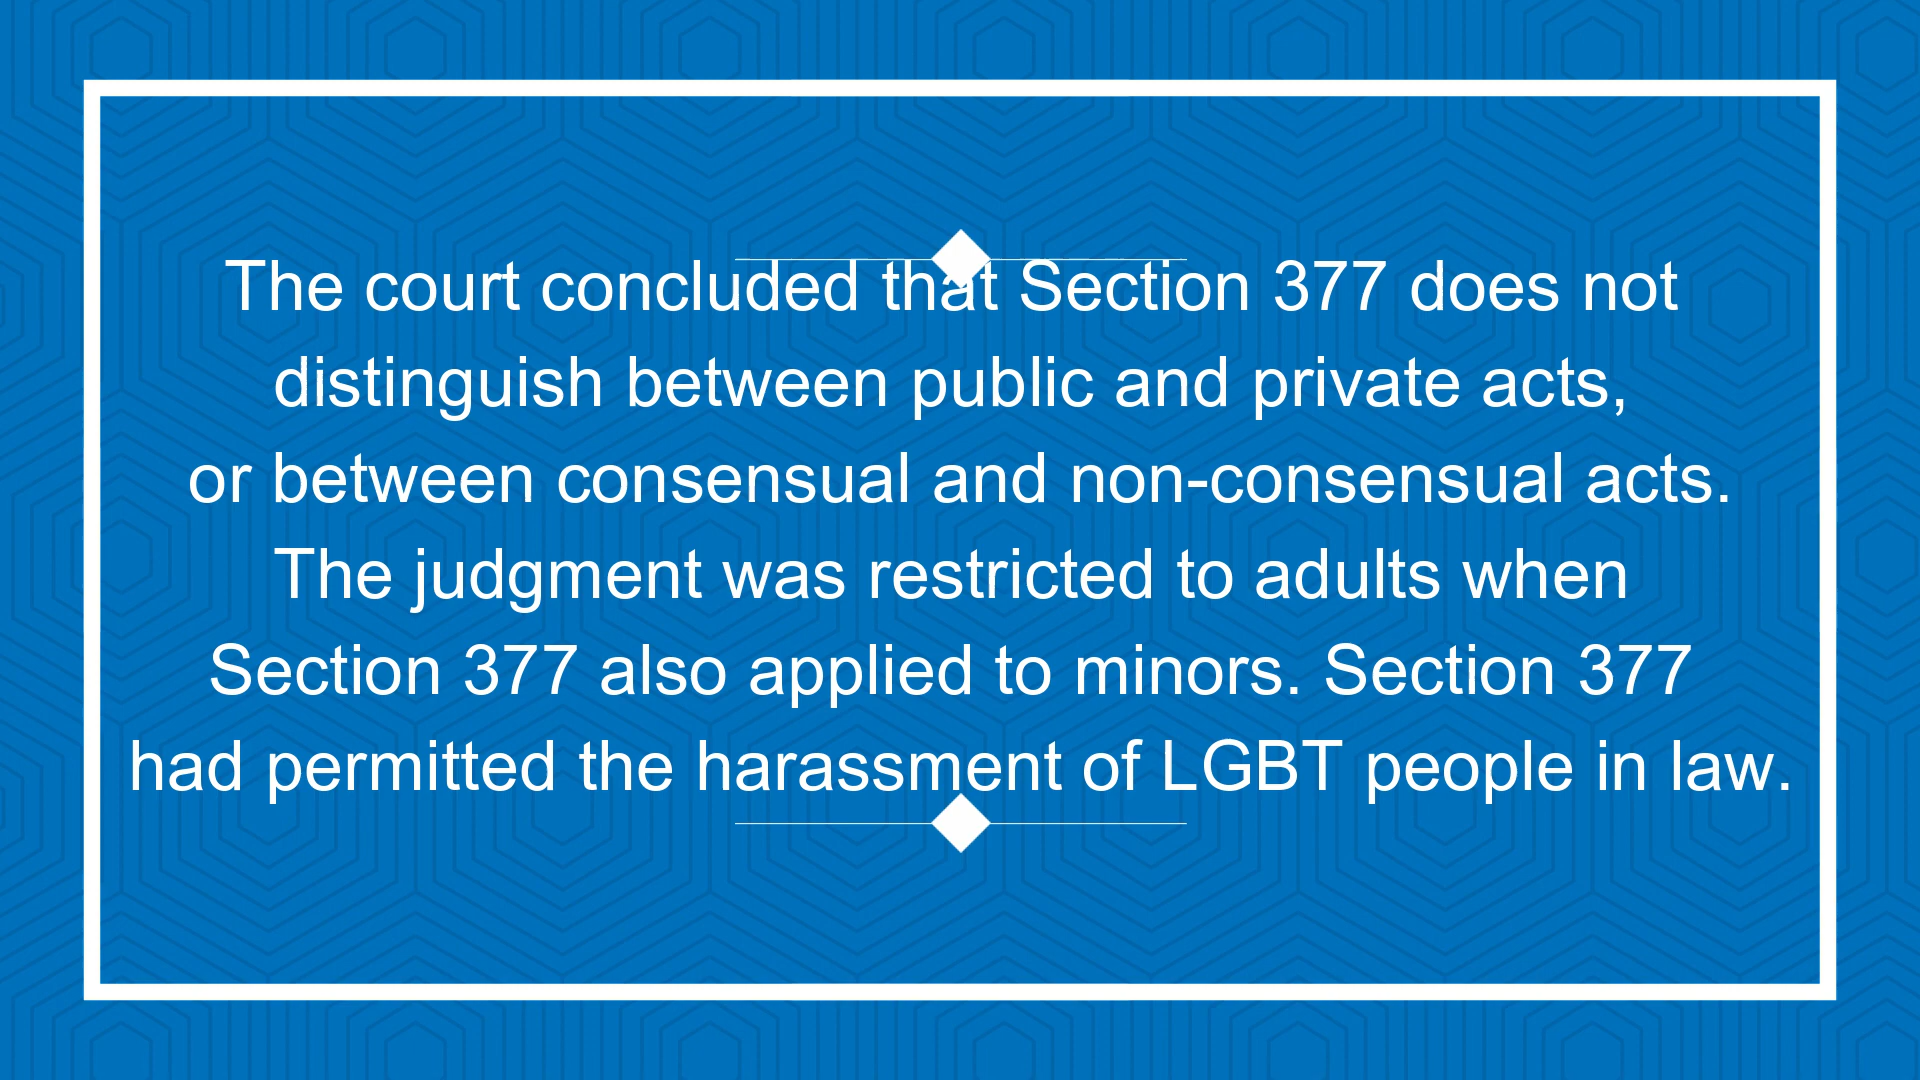 The court concluded that Section 377 does not
distinguish between public and private acts,
or between consensual and non-consensual acts.
The judgment was restricted to adults when
Section 377 also applied to minors. Section 377
had permitted the harassment of LGBT people in law.